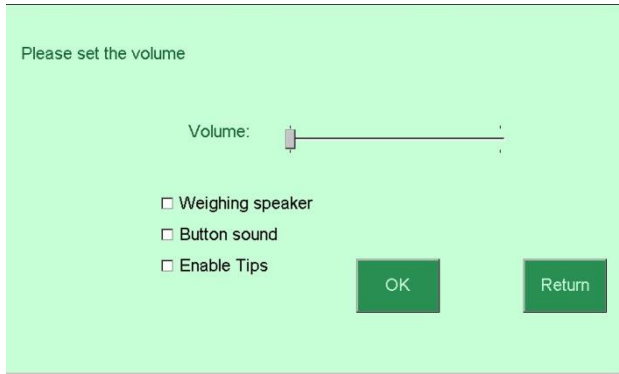 Please set the volume
Volume:
Weighing speaker
Button sound
Enable Tips
OK
Return